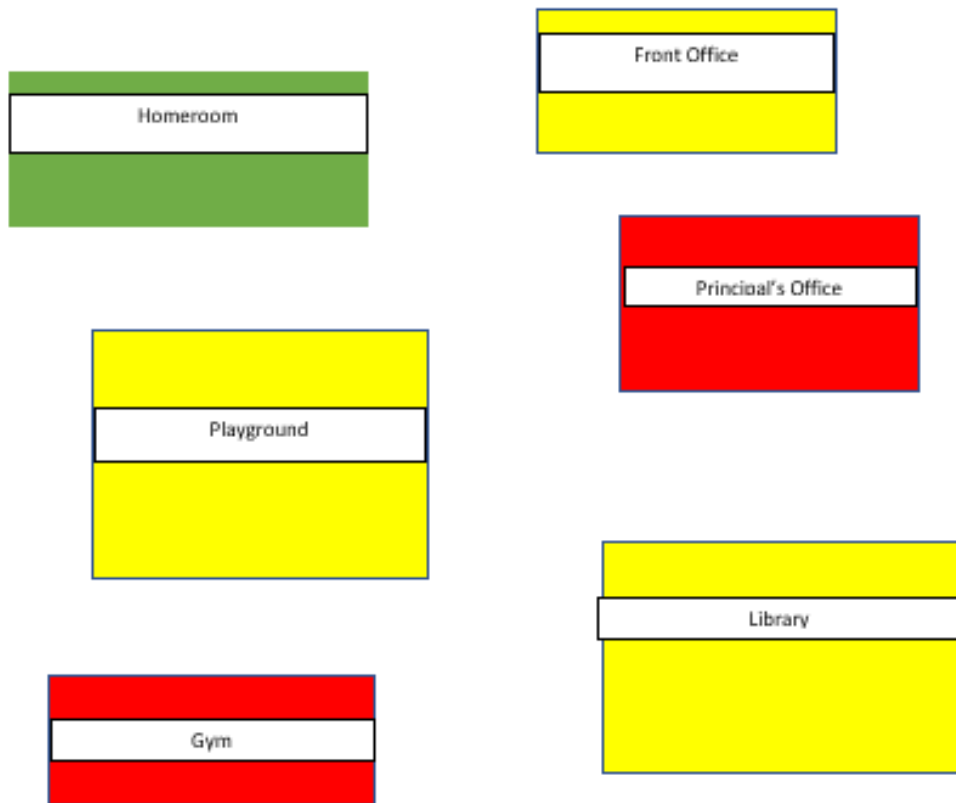 Front Office
Homeroom
Principal's Office
Playground
Library
Gym